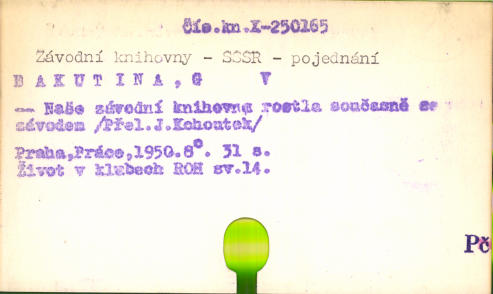 Čís.kn.I-250165
Závodní knihovny - SSSR - pojednání
BAKUTINA,G V
-- Naše závodní knihovna rostla současně se
závodem /Přel.J.Kohoutek/
Praha,Práce,1950.8°. 31 s.
Život v klubech ROH sv.14.
Pč